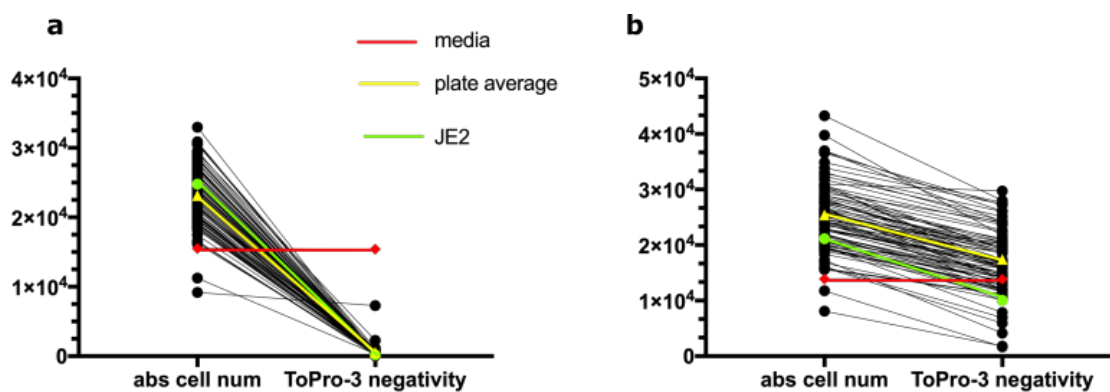 a
4×10⁴
3×10⁴
2×10⁴
1×10⁴
0
abs cell num ToPro-3 negativity
media
plate average
JE2
b
5×10⁴
4×10⁴
3×10⁴
2×10⁴
1×10⁴
0
abs cell num ToPro-3 negativity